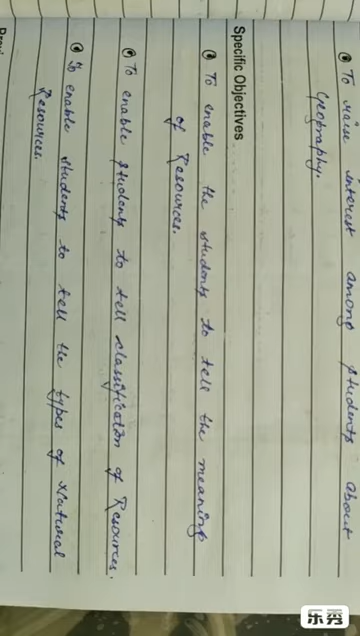 To raise interest among students about
Geography.
Specific Objectives
To enable the students to tell the meaning
of Resources.
To enable students to tell classification of Resources.
To enable students to tell the types of Natural
Resources.
乐秀